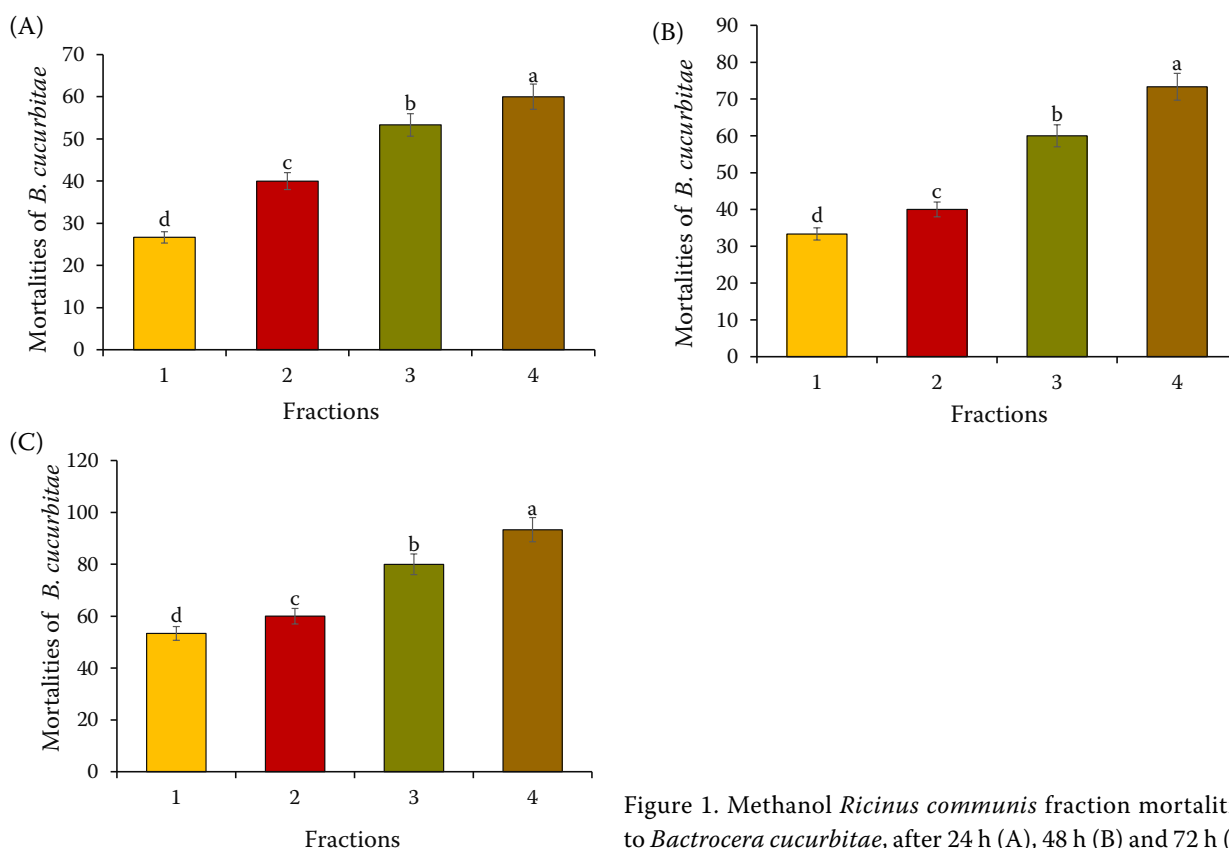 (A)
Mortalities of B. cucurbitae
70
60
50
40
30
20
10
0
d
c
b
a
1 2 3 4
Fractions
(B)
Mortalities of B. cucurbitae
90
80
70
60
50
40
30
20
10
0
d
c
b
a
1 2 3 4
Fractions
(C)
Mortalities of B. cucurbitae
120
100
80
60
40
20
0
d
c
b
a
1 2 3 4
Fractions
Figure 1. Methanol Ricinus communis fraction mortalit
to Bactrocera cucurbitae, after 24 h (A), 48 h (B) and 72 h (